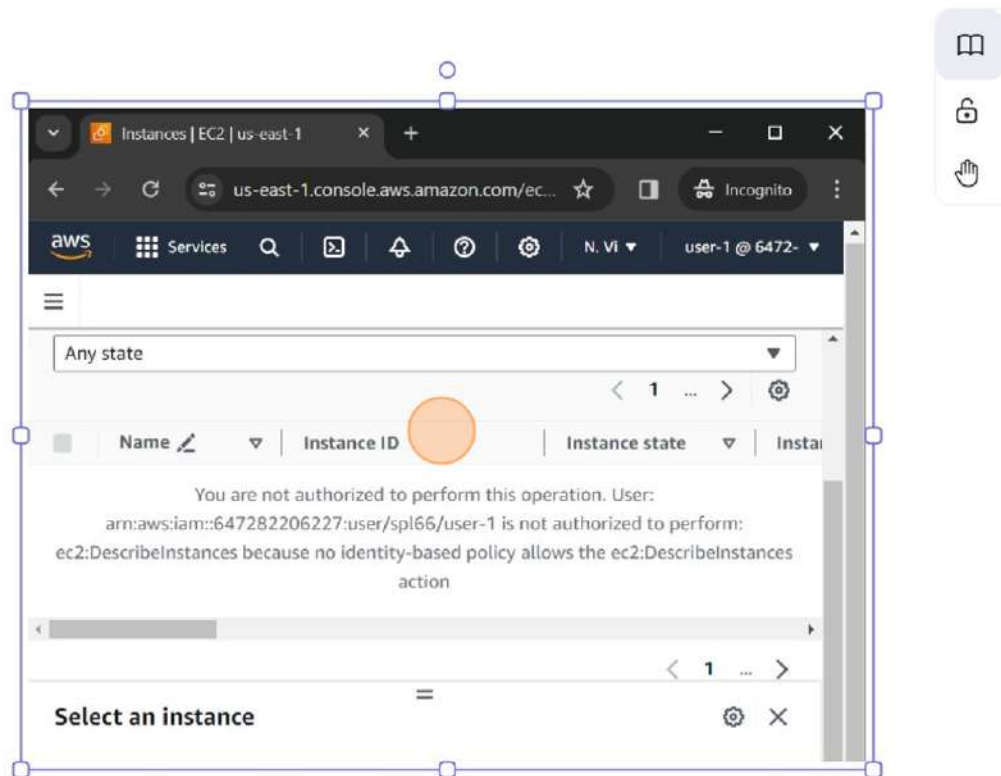 Instances | EC2 | us-east-1
us-east-1.console.aws.amazon.com/ec...
Incognito
aws
Services
N. Vi
user-1 @ 6472-
Any state
1 ...
Name
Instance ID
Instance state
Instai
You are not authorized to perform this operation. User:
arn:aws:iam::647282206227:user/spl66/user-1 is not authorized to perform:
ec2:DescribeInstances because no identity-based policy allows the ec2:DescribeInstances
action
1 ...
Select an instance